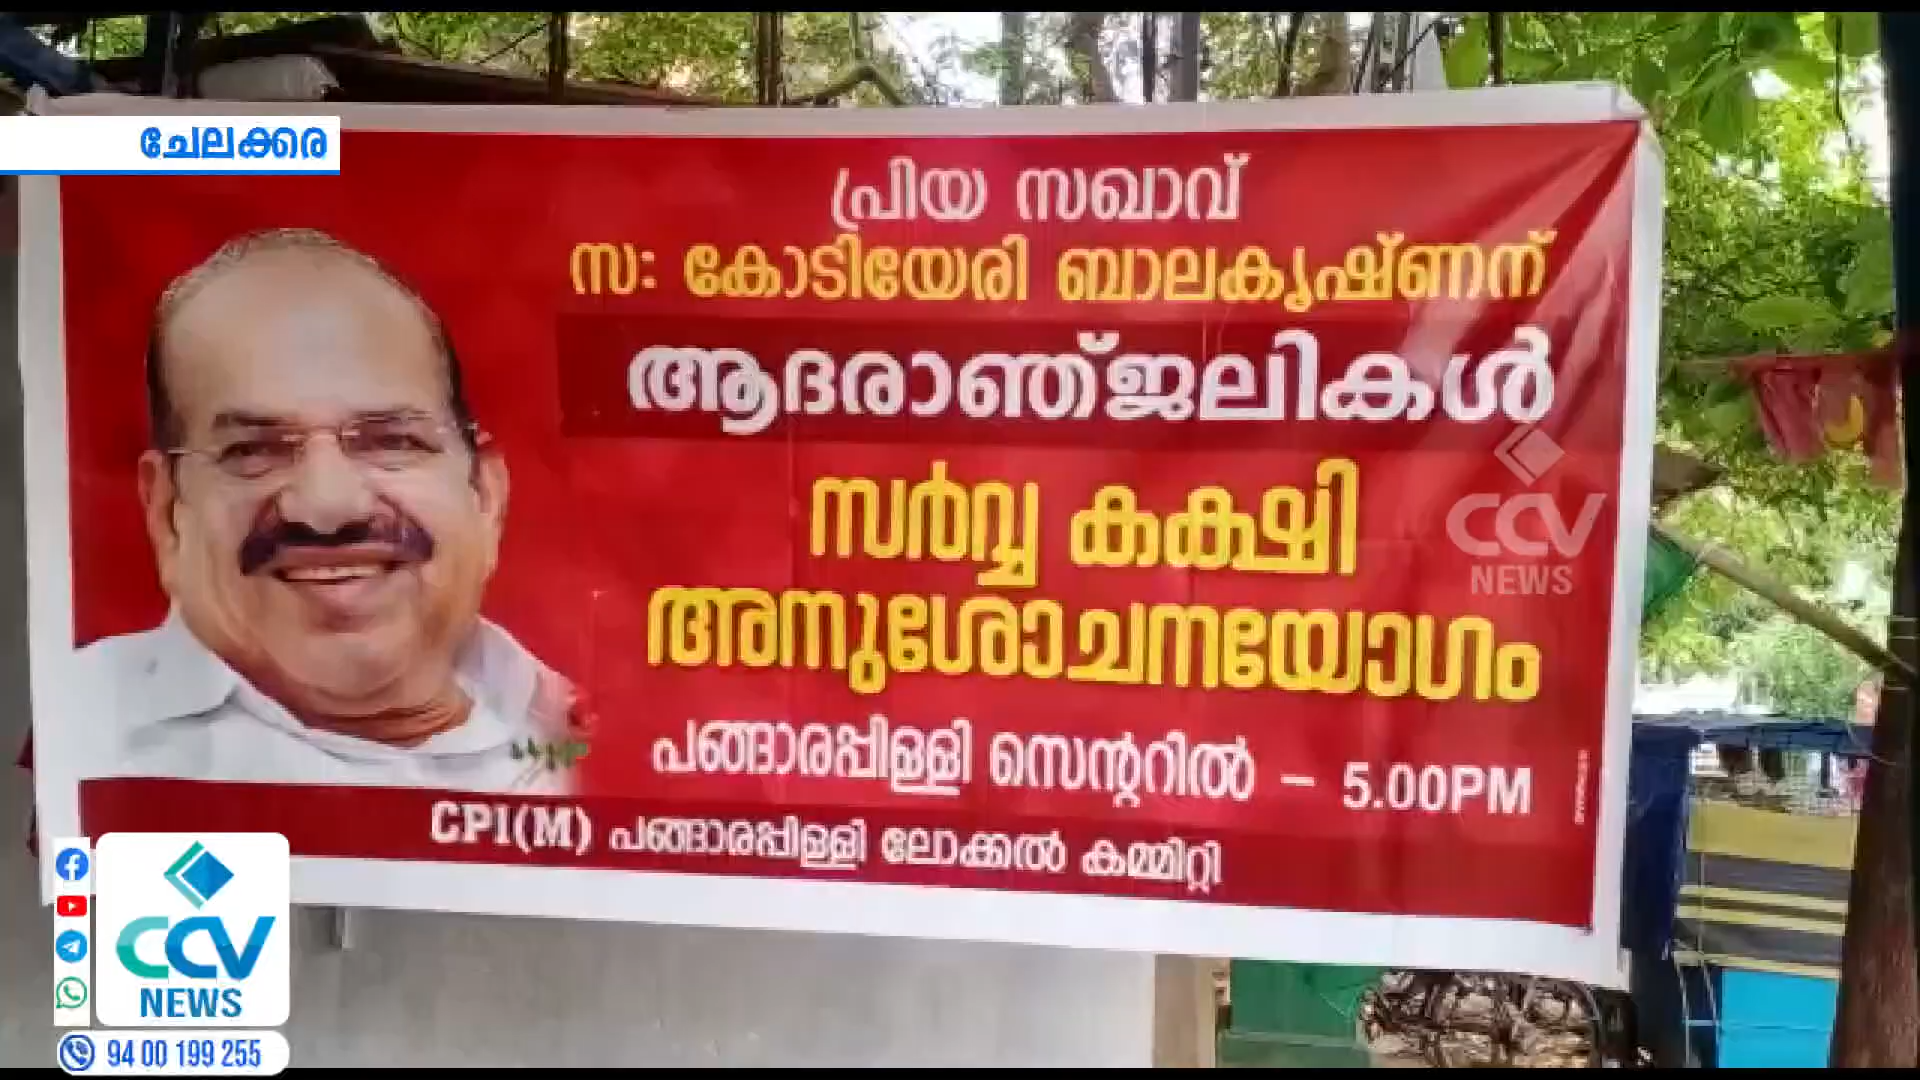 ചേലക്കര
പ്രിയ സഖാവ്
സ: കോടിയേരി ബാലകൃഷ്ണന്
ആദരാഞ്ജലികൾ
സർവ്വ കക്ഷി
അനുശോചനയോഗം
പങ്ങാരപ്പിള്ളി സെന്ററിൽ – 5.00PM
CPI(M) പങ്ങാരപ്പിള്ളി ലോക്കൽ കമ്മിറ്റി
CCV
NEWS
CCV
NEWS
94 00 199 255